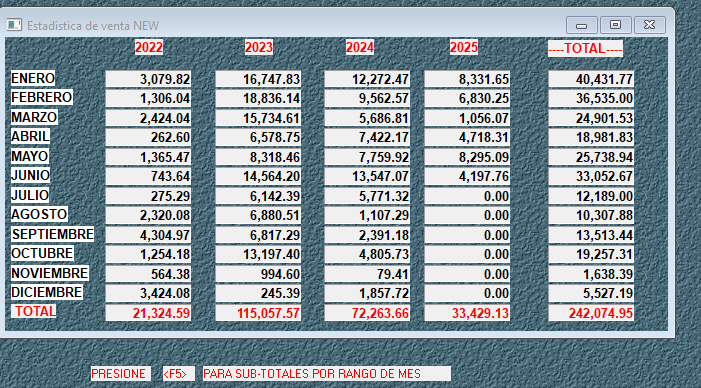 Estadistica de venta NEW
2022 2023 2024 2025 ----TOTAL----
ENERO 3,079.82 16,747.83 12,272.47 8,331.65 40,431.77
FEBRERO 1,306.04 18,836.14 9,562.57 6,830.25 36,535.00
MARZO 2,424.04 15,734.61 5,686.81 1,056.07 24,901.53
ABRIL 262.60 6,578.75 7,422.17 4,718.31 18,981.83
MAYO 1,365.47 8,318.46 7,759.92 8,295.09 25,738.94
JUNIO 743.64 14,564.20 13,547.07 4,197.76 33,052.67
JULIO 275.29 6,142.39 5,771.32 0.00 12,189.00
AGOSTO 2,320.08 6,880.51 1,107.29 0.00 10,307.88
SEPTIEMBRE 4,304.97 6,817.29 2,391.18 0.00 13,513.44
OCTUBRE 1,254.18 13,197.40 4,805.73 0.00 19,257.31
NOVIEMBRE 564.38 994.60 79.41 0.00 1,638.39
DICIEMBRE 3,424.08 245.39 1,857.72 0.00 5,527.19
TOTAL 21,324.59 115,057.57 72,263.66 33,429.13 242,074.95
PRESIONE <F5> PARA SUB-TOTALES POR RANGO DE MES